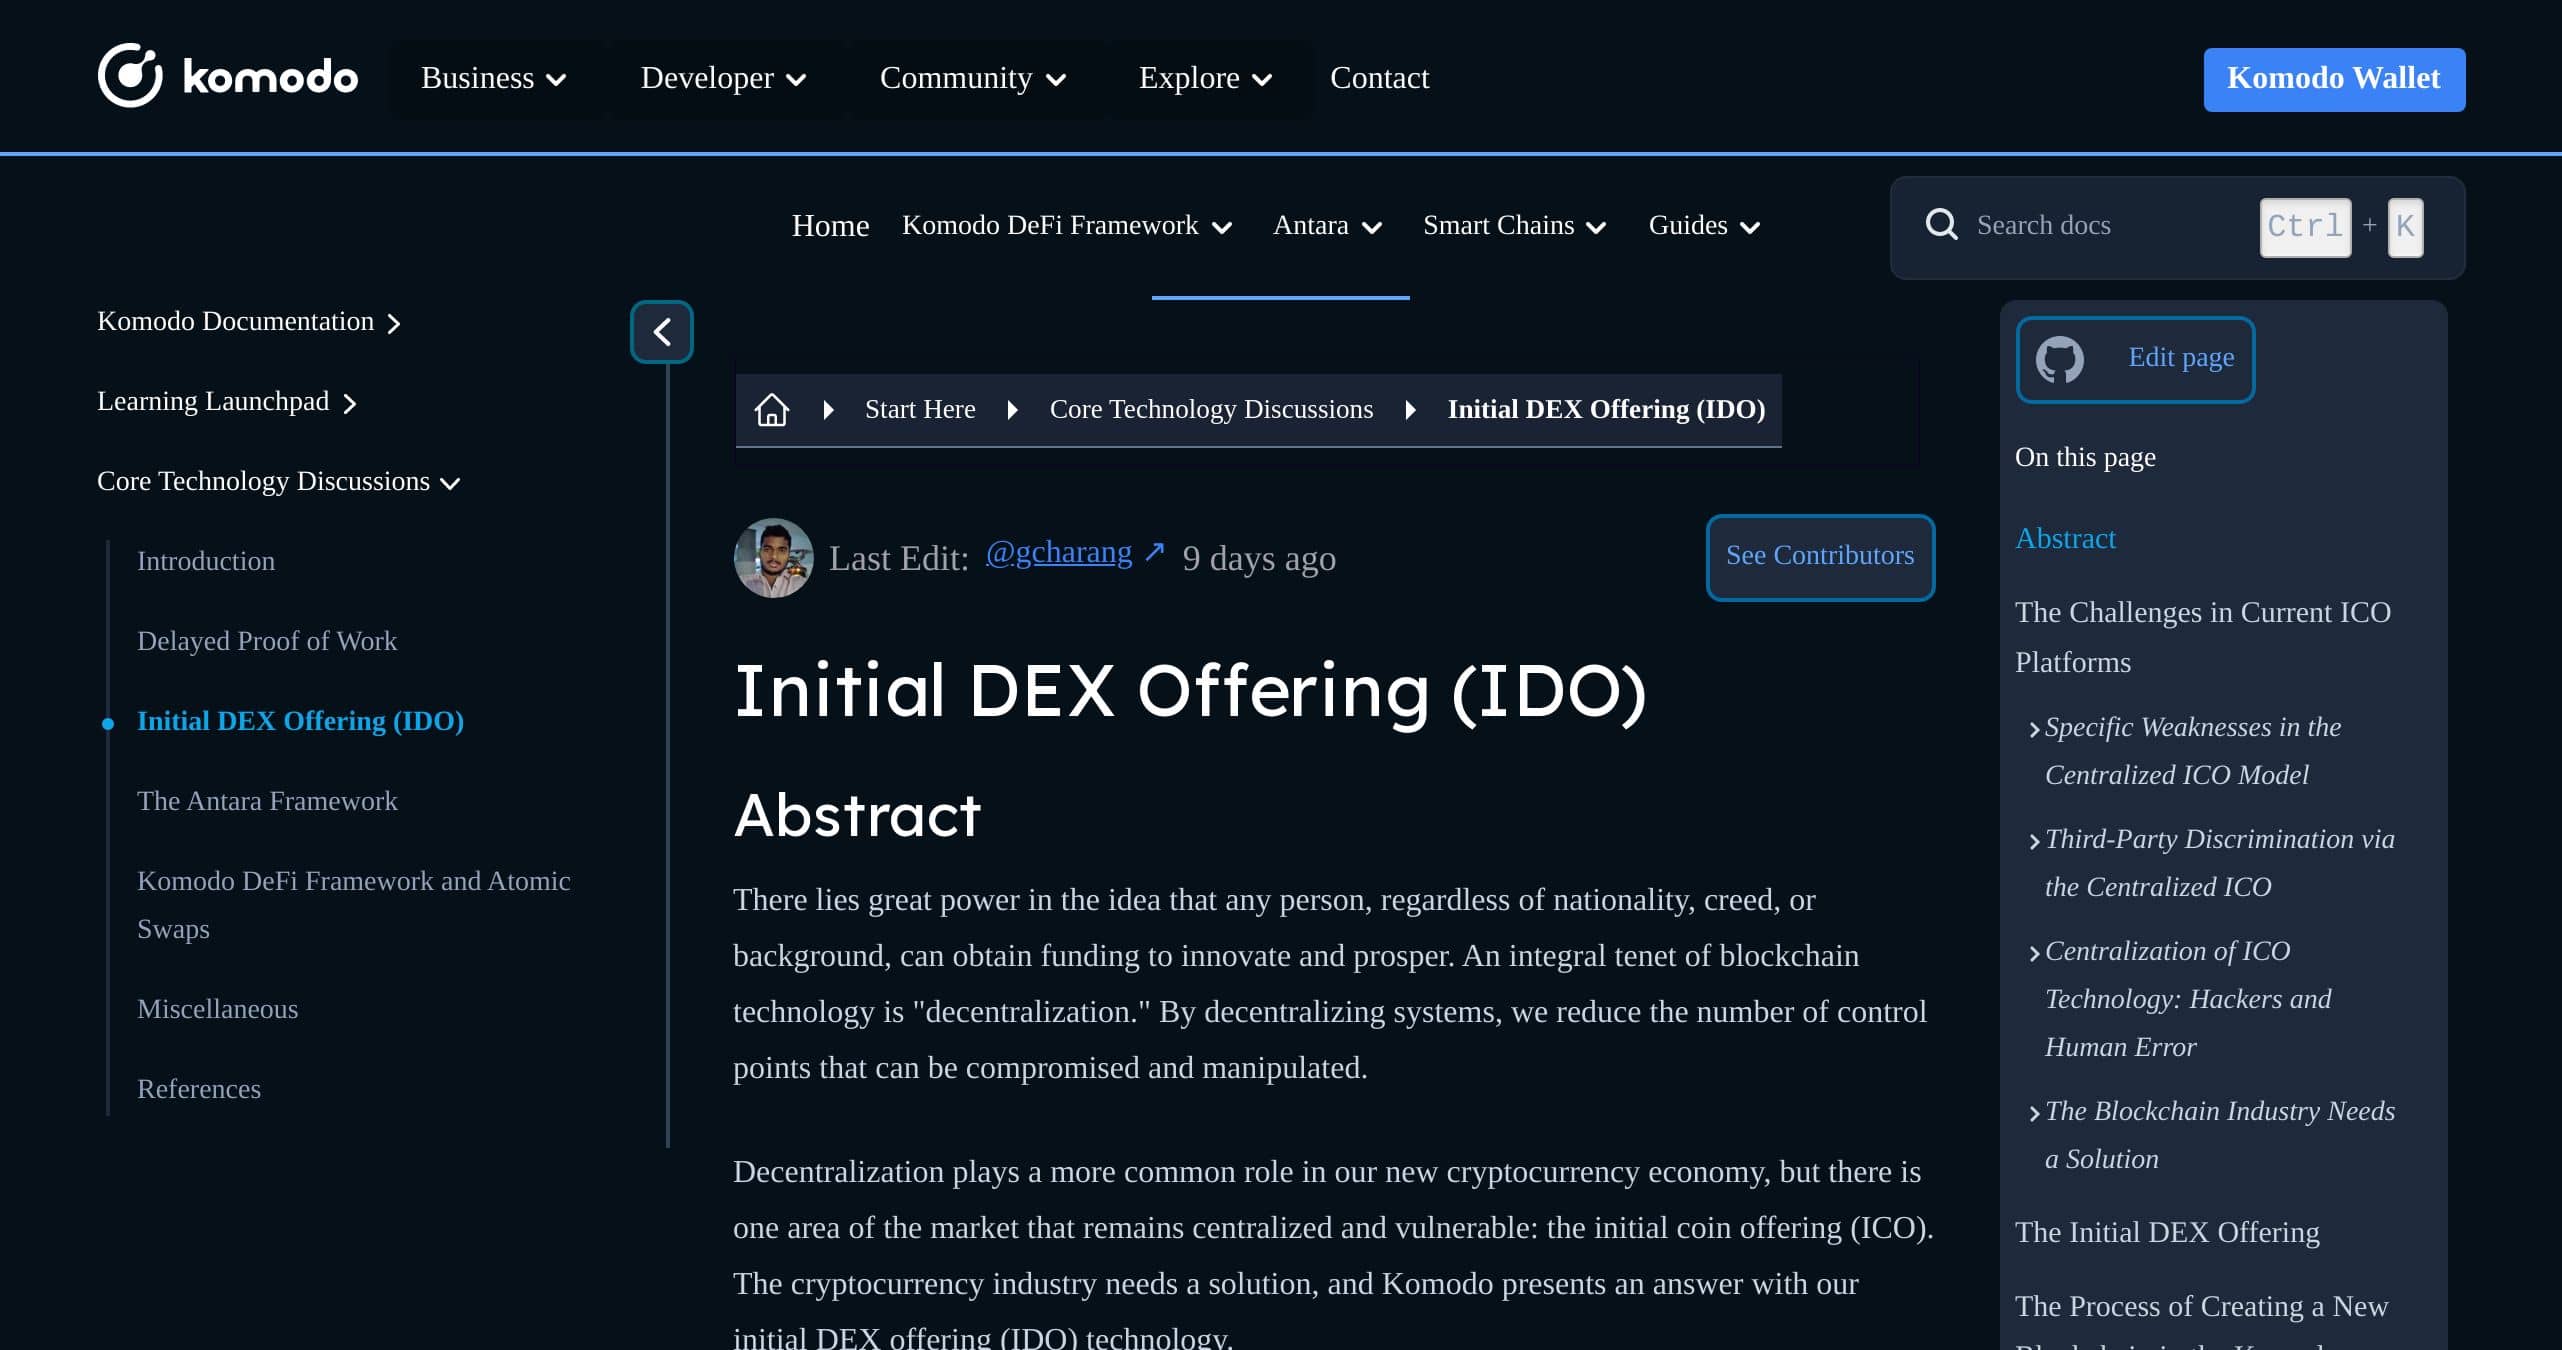 komodo
Business
Developer
Community
Explore
Contact
Komodo Wallet
Home
Komodo DeFi Framework
Antara
Smart Chains
Guides
Search docs
Ctrl + K
Komodo Documentation
Learning Launchpad
Core Technology Discussions
Introduction
Delayed Proof of Work
Initial DEX Offering (IDO)
The Antara Framework
Komodo DeFi Framework and Atomic
Swaps
Miscellaneous
References
Start Here
Core Technology Discussions
Initial DEX Offering (IDO)
Last Edit: @gcharang ↗ 9 days ago
See Contributors
Initial DEX Offering (IDO)
Abstract
There lies great power in the idea that any person, regardless of nationality, creed, or
background, can obtain funding to innovate and prosper. An integral tenet of blockchain
technology is "decentralization." By decentralizing systems, we reduce the number of control
points that can be compromised and manipulated.
Decentralization plays a more common role in our new cryptocurrency economy, but there is
one area of the market that remains centralized and vulnerable: the initial coin offering (ICO).
The cryptocurrency industry needs a solution, and Komodo presents an answer with our
initial DEX offering (IDO) technology.
Edit page
On this page
Abstract
The Challenges in Current ICO
Platforms
Specific Weaknesses in the
Centralized ICO Model
Third-Party Discrimination via
the Centralized ICO
Centralization of ICO
Technology: Hackers and
Human Error
The Blockchain Industry Needs
a Solution
The Initial DEX Offering
The Process of Creating a New